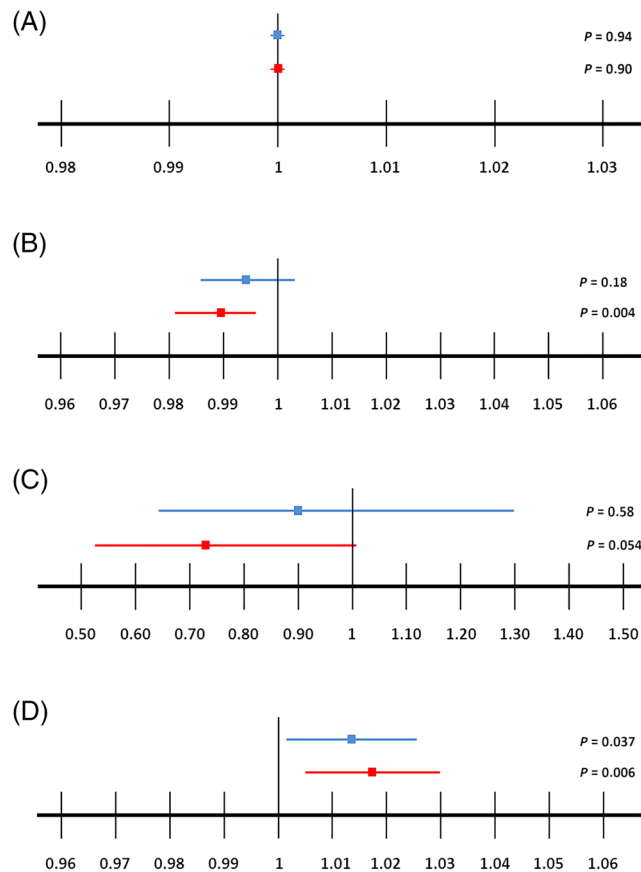 (A)
P = 0.94
P = 0.90
0.98 0.99 1 1.01 1.02 1.03
(B)
P = 0.18
P = 0.004
0.96 0.97 0.98 0.99 1 1.01 1.02 1.03 1.04 1.05 1.06
(C)
P = 0.58
P = 0.054
0.50 0.60 0.70 0.80 0.90 1 1.10 1.20 1.30 1.40 1.50
(D)
P = 0.037
P = 0.006
0.96 0.97 0.98 0.99 1 1.01 1.02 1.03 1.04 1.05 1.06